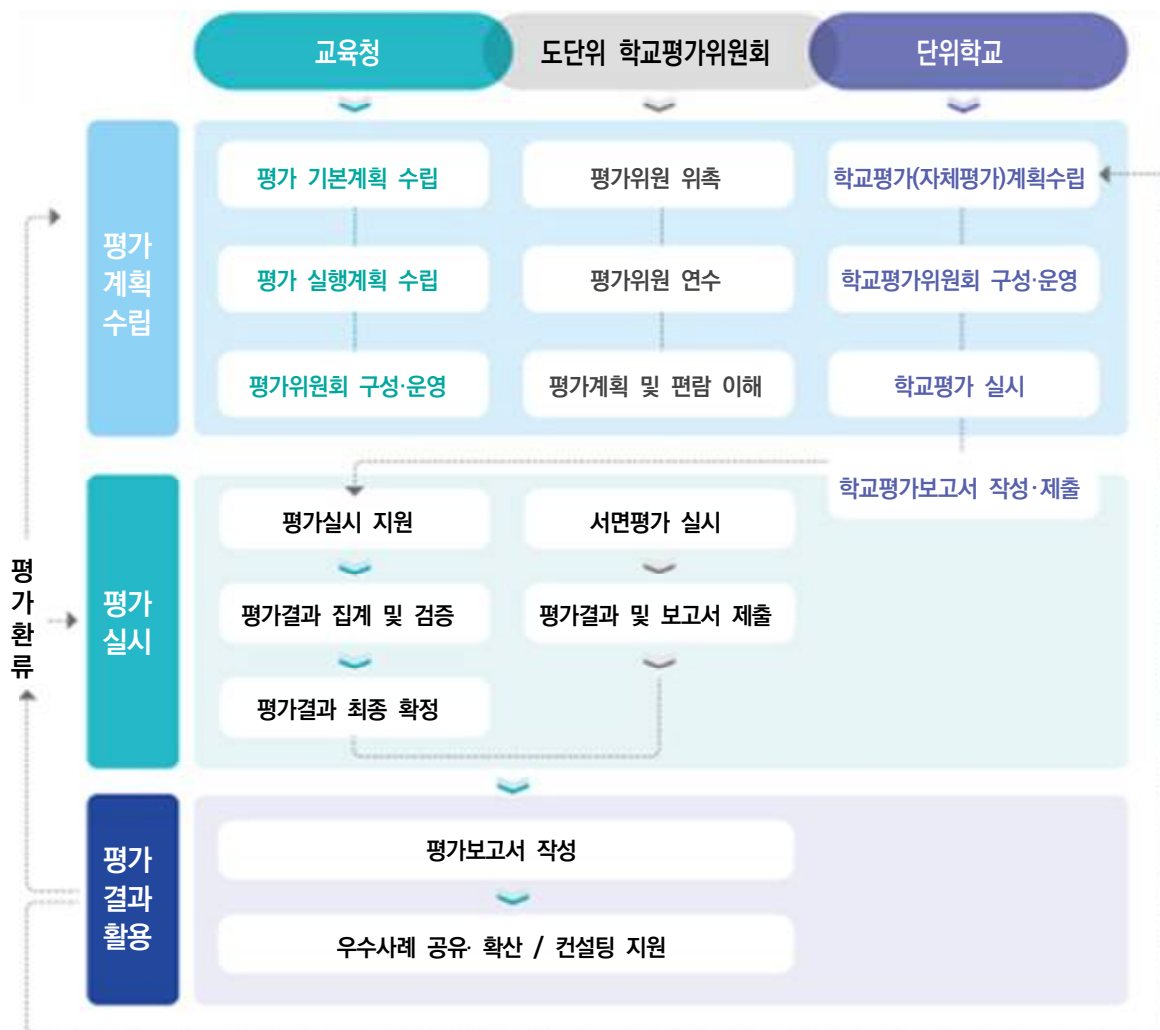 교육청 도단위 학교평가위원회 단위학교
평가
계획
수립
평가 기본계획 수립 평가위원 위촉 학교평가(자체평가)계획수립
평가 실행계획 수립 평가위원 연수 학교평가위원회 구성·운영
평가위원회 구성·운영 평가계획 및 편람 이해 학교평가 실시
학교평가보고서 작성·제출
평가
실시
평가실시 지원 서면평가 실시
평가결과 집계 및 검증 평가결과 및 보고서 제출
평가결과 최종 확정
평
가
환
류
평가
결과
활용
평가보고서 작성
우수사례 공유· 확산 / 컨설팅 지원